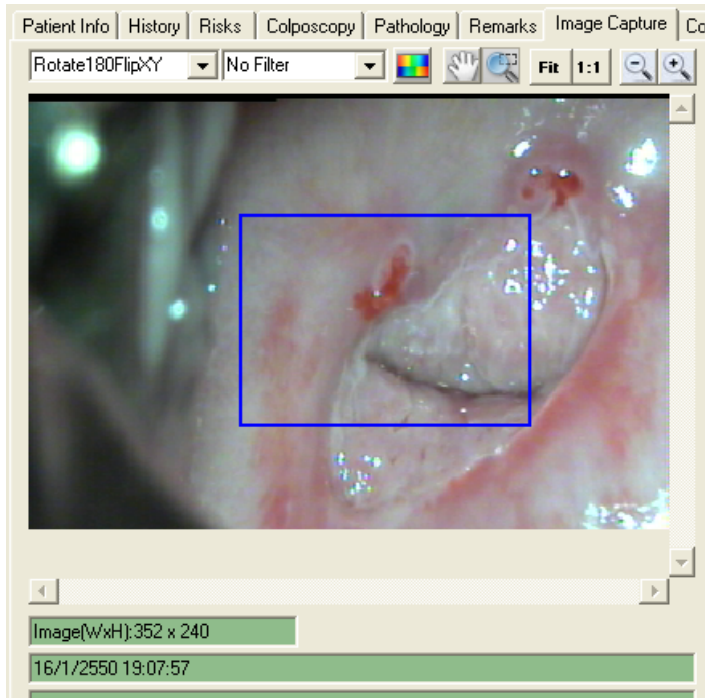 Patient Info History Risks Colposcopy Pathology Remarks Image Capture Co
Rotate180FlipXY No Filter Fit 1:1
Image(WxH):352 x 240
16/1/2550 19:07:57